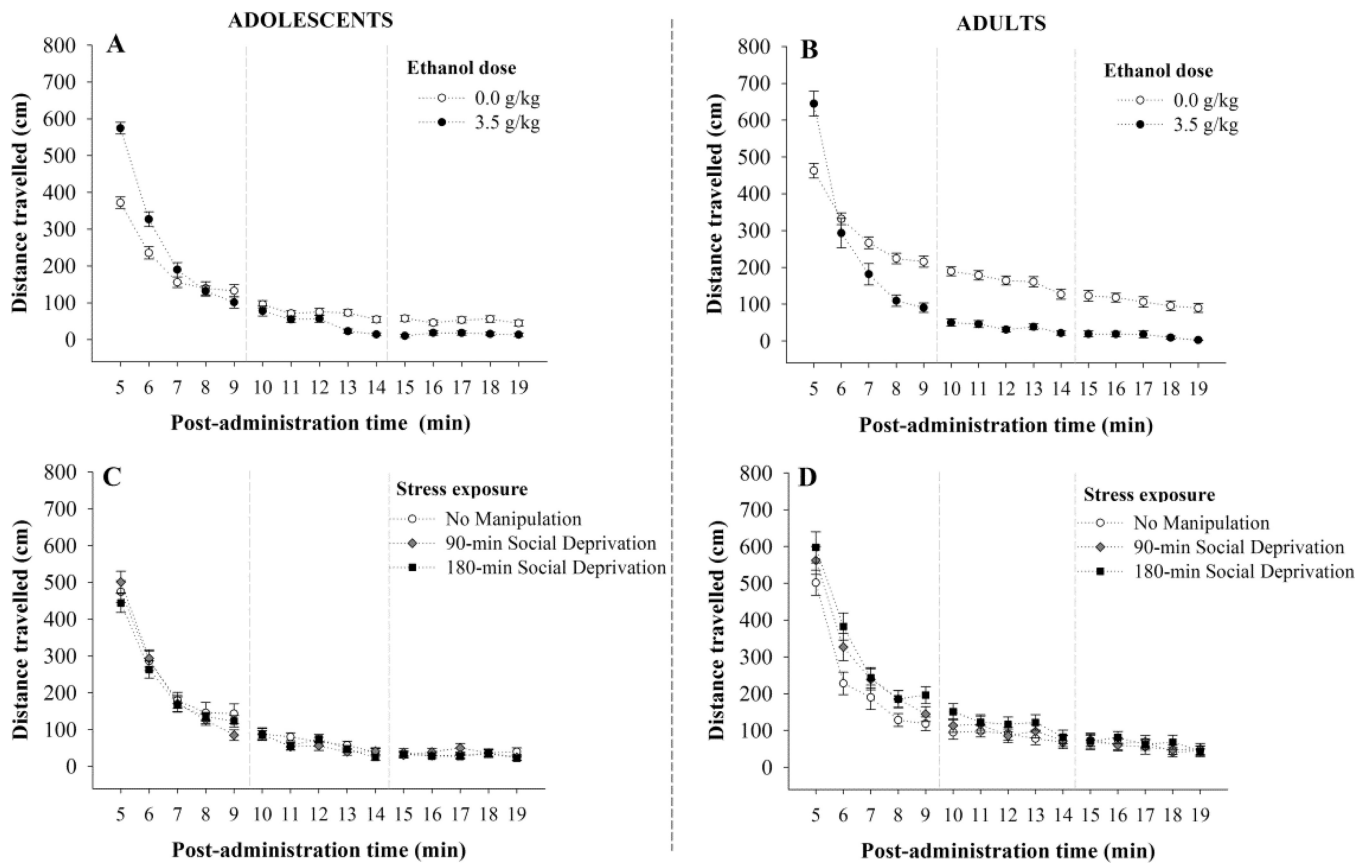 ADOLESCENTS
A
Ethanol dose
0.0 g/kg
3.5 g/kg
Distance travelled (cm)
800
700
600
500
400
300
200
100
0
5 6 7 8 9 10 11 12 13 14 15 16 17 18 19
Post-administration time (min)
ADULTS
B
Ethanol dose
0.0 g/kg
3.5 g/kg
Distance travelled (cm)
800
700
600
500
400
300
200
100
0
5 6 7 8 9 10 11 12 13 14 15 16 17 18 19
Post-administration time (min)
C
Stress exposure
No Manipulation
90-min Social Deprivation
180-min Social Deprivation
Distance travelled (cm)
800
700
600
500
400
300
200
100
0
5 6 7 8 9 10 11 12 13 14 15 16 17 18 19
Post-administration time (min)
D
Stress exposure
No Manipulation
90-min Social Deprivation
180-min Social Deprivation
Distance travelled (cm)
800
700
600
500
400
300
200
100
0
5 6 7 8 9 10 11 12 13 14 15 16 17 18 19
Post-administration time (min)